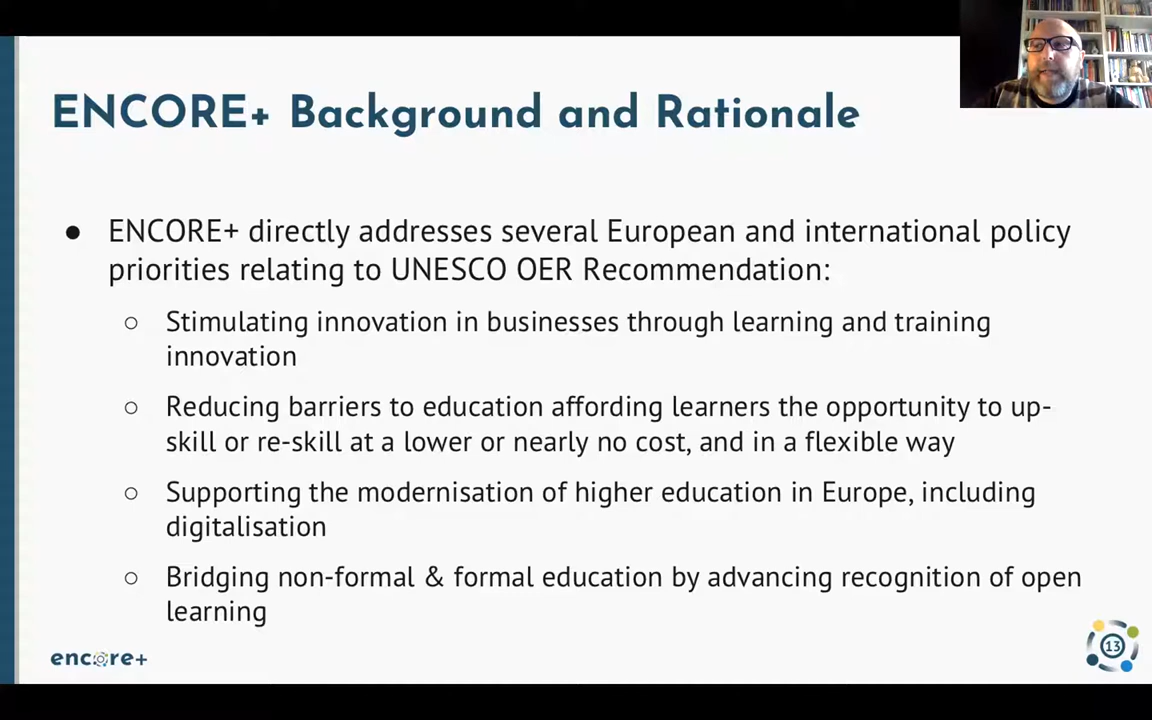 ENCORE+ Background and Rationale
● ENCORE+ directly addresses several European and international policy
priorities relating to UNESCO OER Recommendation:
○ Stimulating innovation in businesses through learning and training
innovation
○ Reducing barriers to education affording learners the opportunity to up-
skill or re-skill at a lower or nearly no cost, and in a flexible way
○ Supporting the modernisation of higher education in Europe, including
digitalisation
○ Bridging non-formal & formal education by advancing recognition of open
learning
encore+
13